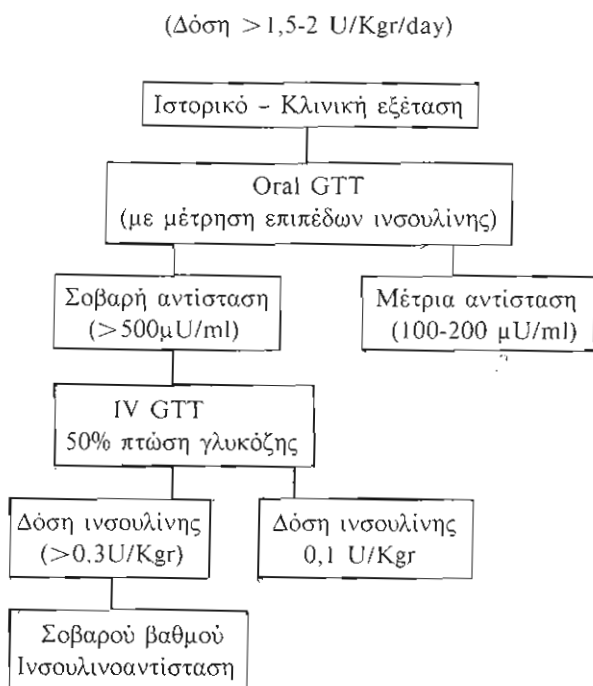 (Δόση >1,5-2 U/Kgr/day)
Ιστορικό – Κλινική εξέταση
Oral GTT
(με μέτρηση επιπέδων ινσουλίνης)
Σοβαρή αντίσταση
(>500μU/ml)
Μέτρια αντίσταση
(100-200 μU/ml)
IV GTT
50% πτώση γλυκόζης
Δόση ινσουλίνης
(>0,3U/Kgr)
Δόση ινσουλίνης
0,1 U/Kgr
Σοβαρού βαθμού
Ινσουλινοαντίσταση